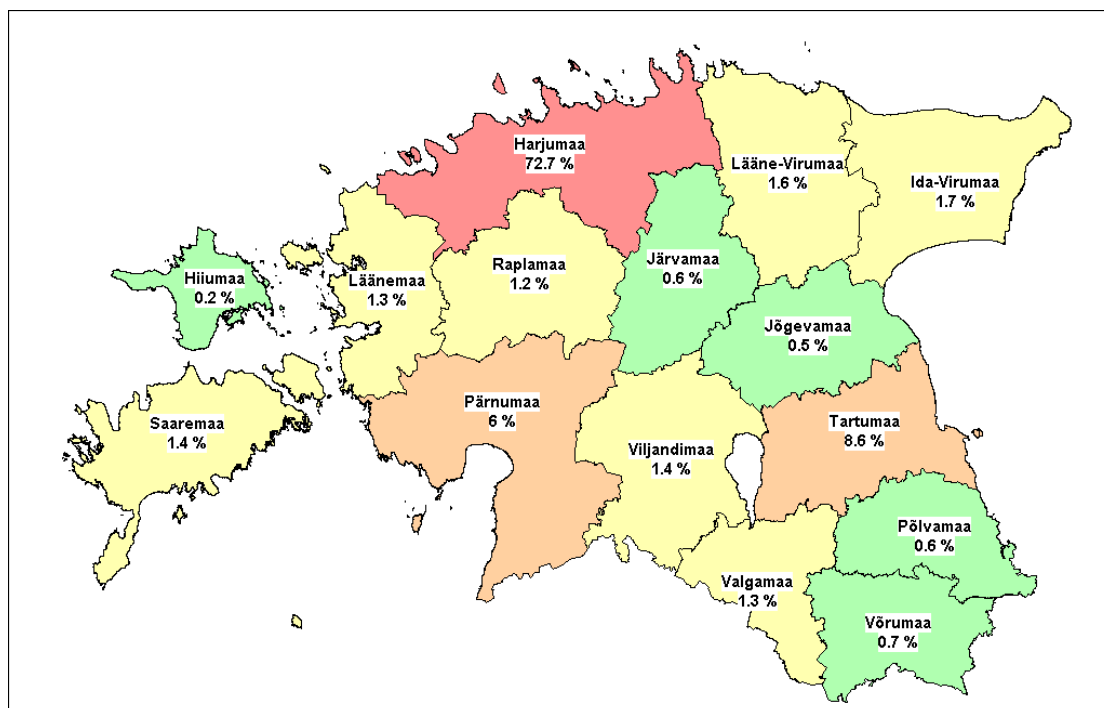 Harjumaa
72.7 %
Lääne-Virumaa
1.6 %
Ida-Virumaa
1.7 %
Hiiumaa
0.2 %
Läänemaa
1.3 %
Raplamaa
1.2 %
Järvamaa
0.6 %
Jõgevamaa
0.5 %
Saaremaa
1.4 %
Pärnumaa
6 %
Viljandimaa
1.4 %
Tartumaa
8.6 %
Põlvamaa
0.6 %
Valgamaa
1.3 %
Võrumaa
0.7 %